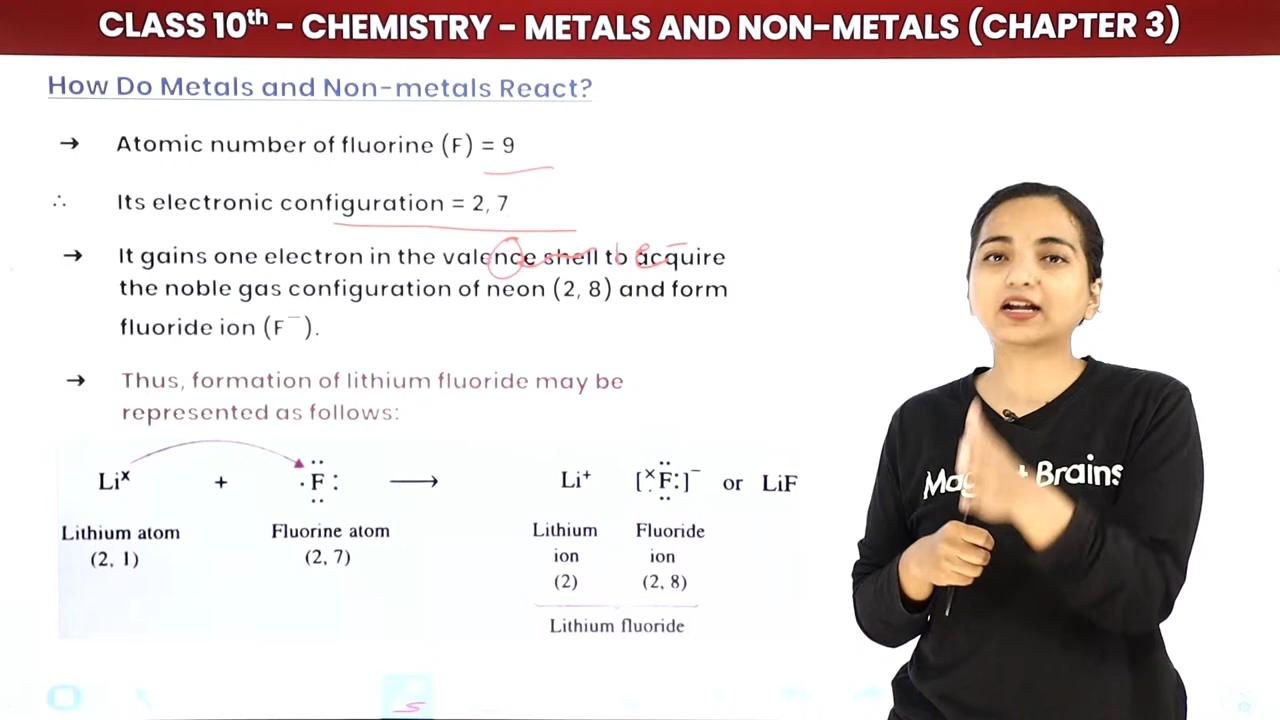 CLASS 10th - CHEMISTRY - METALS AND NON-METALS (CHAPTER 3)
How Do Metals and Non-metals React?
→ Atomic number of fluorine (F) = 9
∴ Its electronic configuration = 2, 7
→ It gains one electron in the valence shell to acquire
the noble gas configuration of neon (2, 8) and form
fluoride ion (F⁻).
→ Thus, formation of lithium fluoride may be
represented as follows:
Liˣ + F → Li⁺ [ˣF:]⁻ or LiF
Lithium atom Fluorine atom Lithium Fluoride
(2, 1) (2, 7) ion ion
(2) (2, 8)
Lithium fluoride
Brains